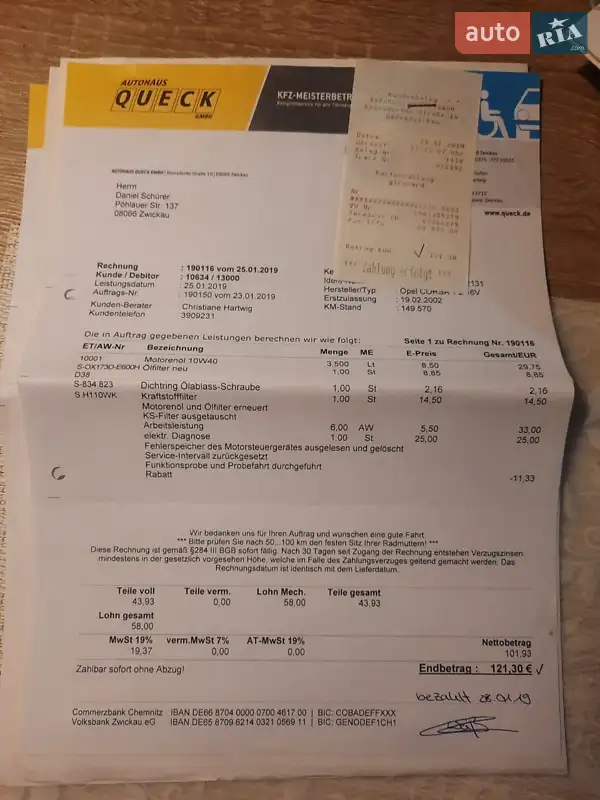 auto RIA .com
AUTOHAUS
QUECK
GMBH
KFZ-MEISTERBETR
www.queck.de
Herrn
Daniel Schürer
Pöhlauer Str. 137
08066 Zwickau
Zahlung erfolgt
Rechnung : 190116 vom 25.01.2019
Kunde / Debitor : 10634 / 13000
Leistungsdatum : 25.01.2019
Auftrags-Nr. : 190150 vom 23.01.2019
Kunden-Berater Christiane Hartwig
Kundentelefon 3909231
Hersteller/Typ Opel
Erstzulassung : 19.02.2002
KM-Stand : 149.570
Die in Auftrag gegebenen Leistungen berechnen wir wie folgt: Seite 1 zu Rechnung Nr. 190116
ET/AW-Nr Bezeichnung Menge ME E-Preis Gesamt/EUR
10001 Motorenol 10W40 3,500 Lt 8,50 29,75
S-OX173D-E600H Ölfilter neu 1,00 St 8,85 8,85
D38
S-834 823 Dichtring Ölablass-Schraube 1,00 St 2,16 2,16
S H110WK Kraftstofffilter 1,00 St 14,50 14,50
Motorenol und Ölfilter erneuert
KS-Filter ausgetauscht
Arbeitsleistung 6,00 AW 5,50 33,00
elektr. Diagnose 1,00 St 25,00 25,00
Fehlerspeicher des Motorsteuergerätes ausgelesen und gelöscht
Service-Intervall zurückgesetzt
Funktionsprobe und Probefahrt durchgeführt
Rabatt -11,33
Wir bedanken uns für Ihren Auftrag und wünschen eine gute Fahrt
*** Bitte prüfen Sie nach 50...100 km den festen Sitz Ihrer Radmuttern! ***
Diese Rechnung ist gemäß §284 III BGB sofort fällig. Nach 30 Tagen seit Zugang der Rechnung entstehen Verzugszinsen
mindestens in der gesetzlich vorgesehen Höhe, welche im Falle des Zahlungsverzuges geltend gemacht werden. Das
Rechnungsdatum ist identisch mit dem Lieferdatum.
Teile voll Teile verm. Lohn Mech. Teile gesamt
43,93 0,00 58,00 43,93
Lohn gesamt
58,00
MwSt 19% verm.MwSt 7% AT-MwSt 19% Nettobetrag
19,37 0,00 0,00 101,93
Zahlbar sofort ohne Abzug! Endbetrag : 121,30 €
bezahlt 28.01.19
Commerzbank Chemnitz IBAN DE66 8704 0000 0700 4617 00 | BIC: COBADEFFXXX
Volksbank Zwickau eG IBAN DE65 8709 6214 0321 0569 11 | BIC: GENODEF1CH1